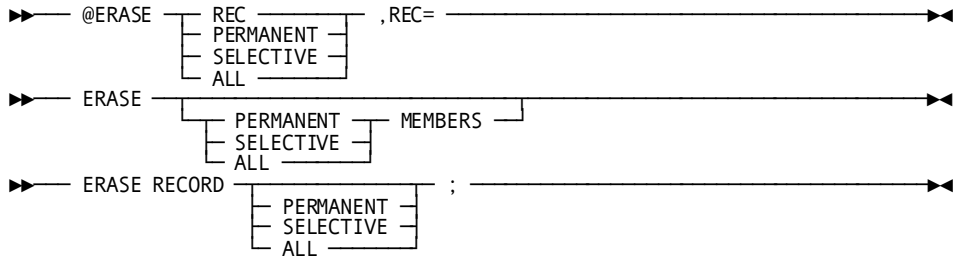 @ERASE REC ,REC=
PERMANENT
SELECTIVE
ALL
ERASE
PERMANENT MEMBERS
SELECTIVE
ALL
ERASE RECORD ;
PERMANENT
SELECTIVE
ALL